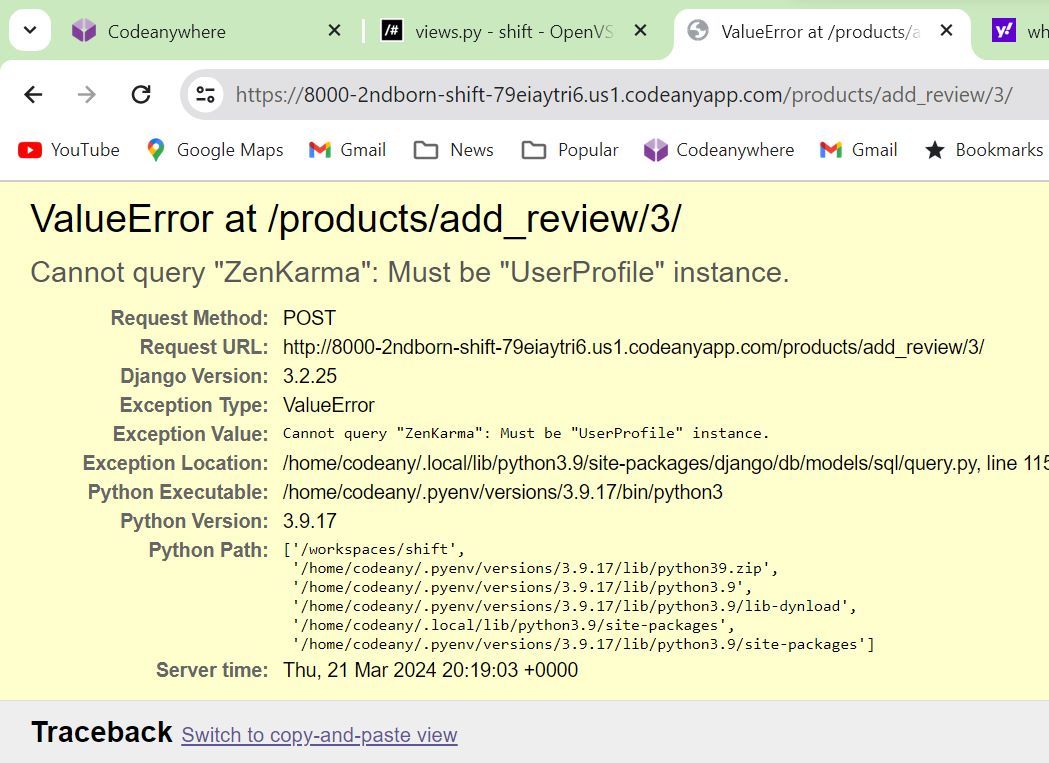 Codeanywhere
views.py - shift - OpenVS
ValueError at /products/a
wh
https://8000-2ndborn-shift-79eiaytri6.us1.codeanyapp.com/products/add_review/3/
YouTube Google Maps Gmail News Popular Codeanywhere Gmail Bookmarks
ValueError at /products/add_review/3/
Cannot query "ZenKarma": Must be "UserProfile" instance.
Request Method: POST
Request URL: http://8000-2ndborn-shift-79eiaytri6.us1.codeanyapp.com/products/add_review/3/
Django Version: 3.2.25
Exception Type: ValueError
Exception Value: Cannot query "ZenKarma": Must be "UserProfile" instance.
Exception Location: /home/codeany/.local/lib/python3.9/site-packages/django/db/models/sql/query.py, line 115
Python Executable: /home/codeany/.pyenv/versions/3.9.17/bin/python3
Python Version: 3.9.17
Python Path: ['/workspaces/shift',
'/home/codeany/.pyenv/versions/3.9.17/lib/python39.zip',
'/home/codeany/.pyenv/versions/3.9.17/lib/python3.9',
'/home/codeany/.pyenv/versions/3.9.17/lib/python3.9/lib-dynload',
'/home/codeany/.local/lib/python3.9/site-packages',
'/home/codeany/.pyenv/versions/3.9.17/lib/python3.9/site-packages']
Server time: Thu, 21 Mar 2024 20:19:03 +0000
Traceback Switch to copy-and-paste view